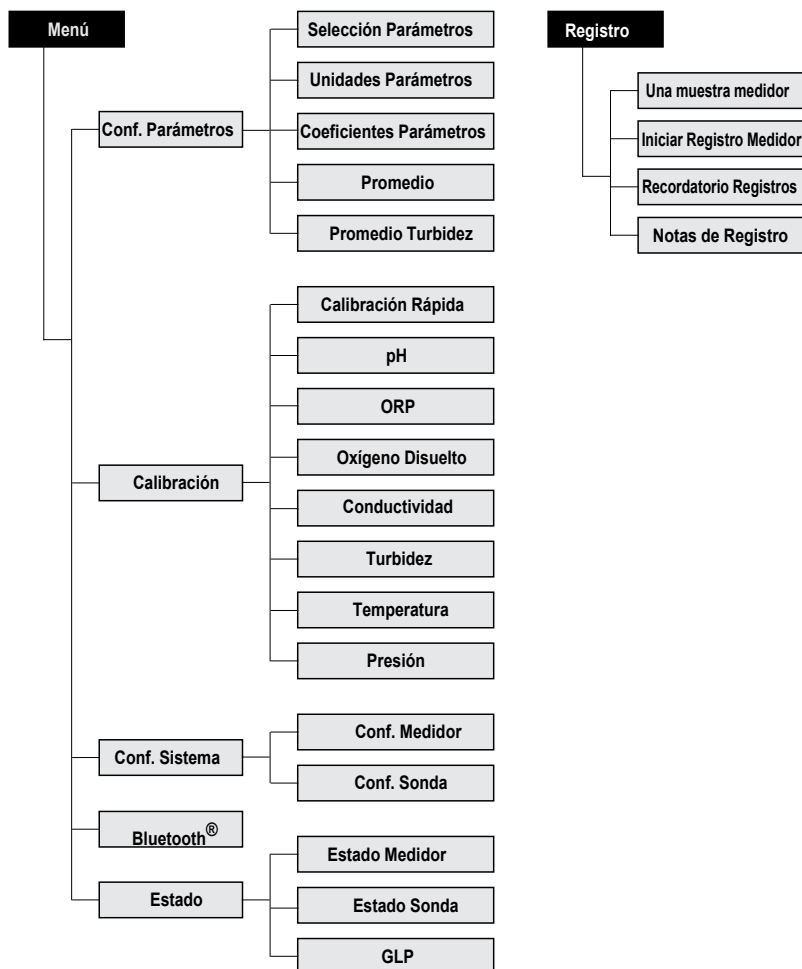 Menú
Conf. Parámetros
Selección Parámetros
Unidades Parámetros
Coeficientes Parámetros
Promedio
Promedio Turbidez
Calibración
Calibración Rápida
pH
ORP
Oxígeno Disuelto
Conductividad
Turbidez
Temperatura
Presión
Conf. Sistema
Conf. Medidor
Conf. Sonda
Bluetooth®
Estado
Estado Medidor
Estado Sonda
GLP
Registro
Una muestra medidor
Iniciar Registro Medidor
Recordatorio Registros
Notas de Registro